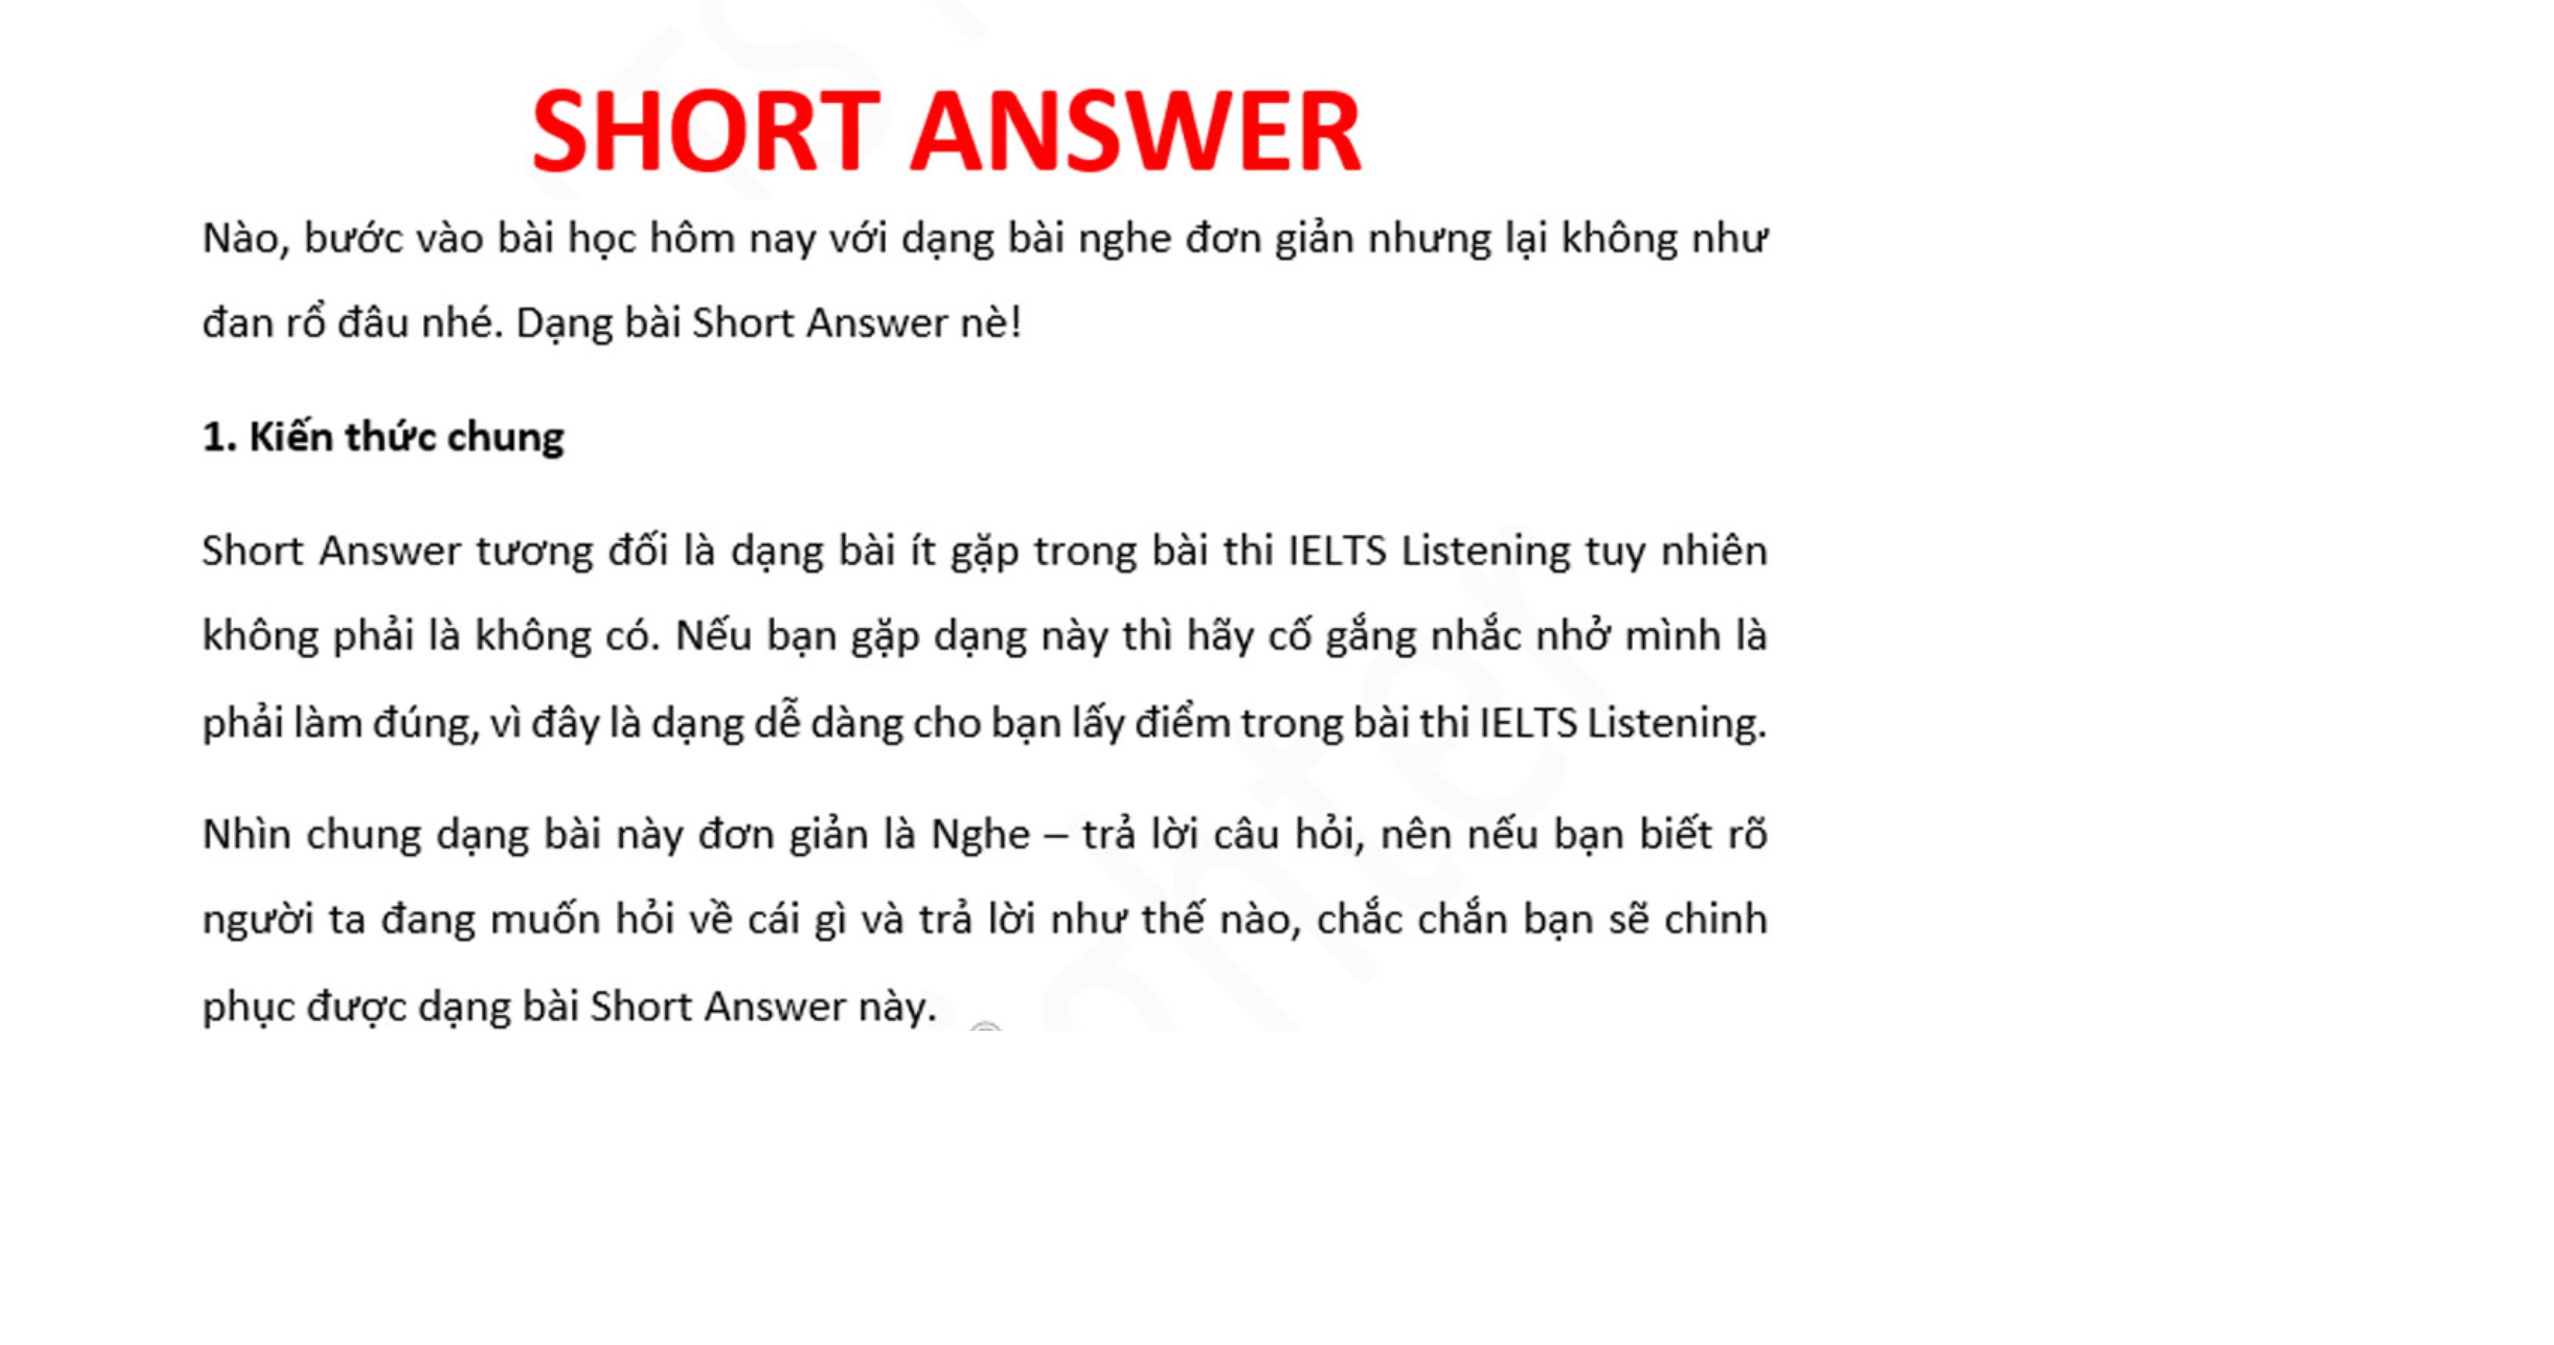 SHORT ANSWER
Nào, bước vào bài học hôm nay với dạng bài nghe đơn giản nhưng lại không như
đan rổ đâu nhé. Dạng bài Short Answer nè!
1. Kiến thức chung
Short Answer tương đối là dạng bài ít gặp trong bài thi IELTS Listening tuy nhiên
không phải là không có. Nếu bạn gặp dạng này thì hãy cố gắng nhắc nhở mình là
phải làm đúng, vì đây là dạng dễ dàng cho bạn lấy điểm trong bài thi IELTS Listening.
Nhìn chung dạng bài này đơn giản là Nghe – trả lời câu hỏi, nên nếu bạn biết rõ
người ta đang muốn hỏi về cái gì và trả lời như thế nào, chắc chắn bạn sẽ chinh
phục được dạng bài Short Answer này.